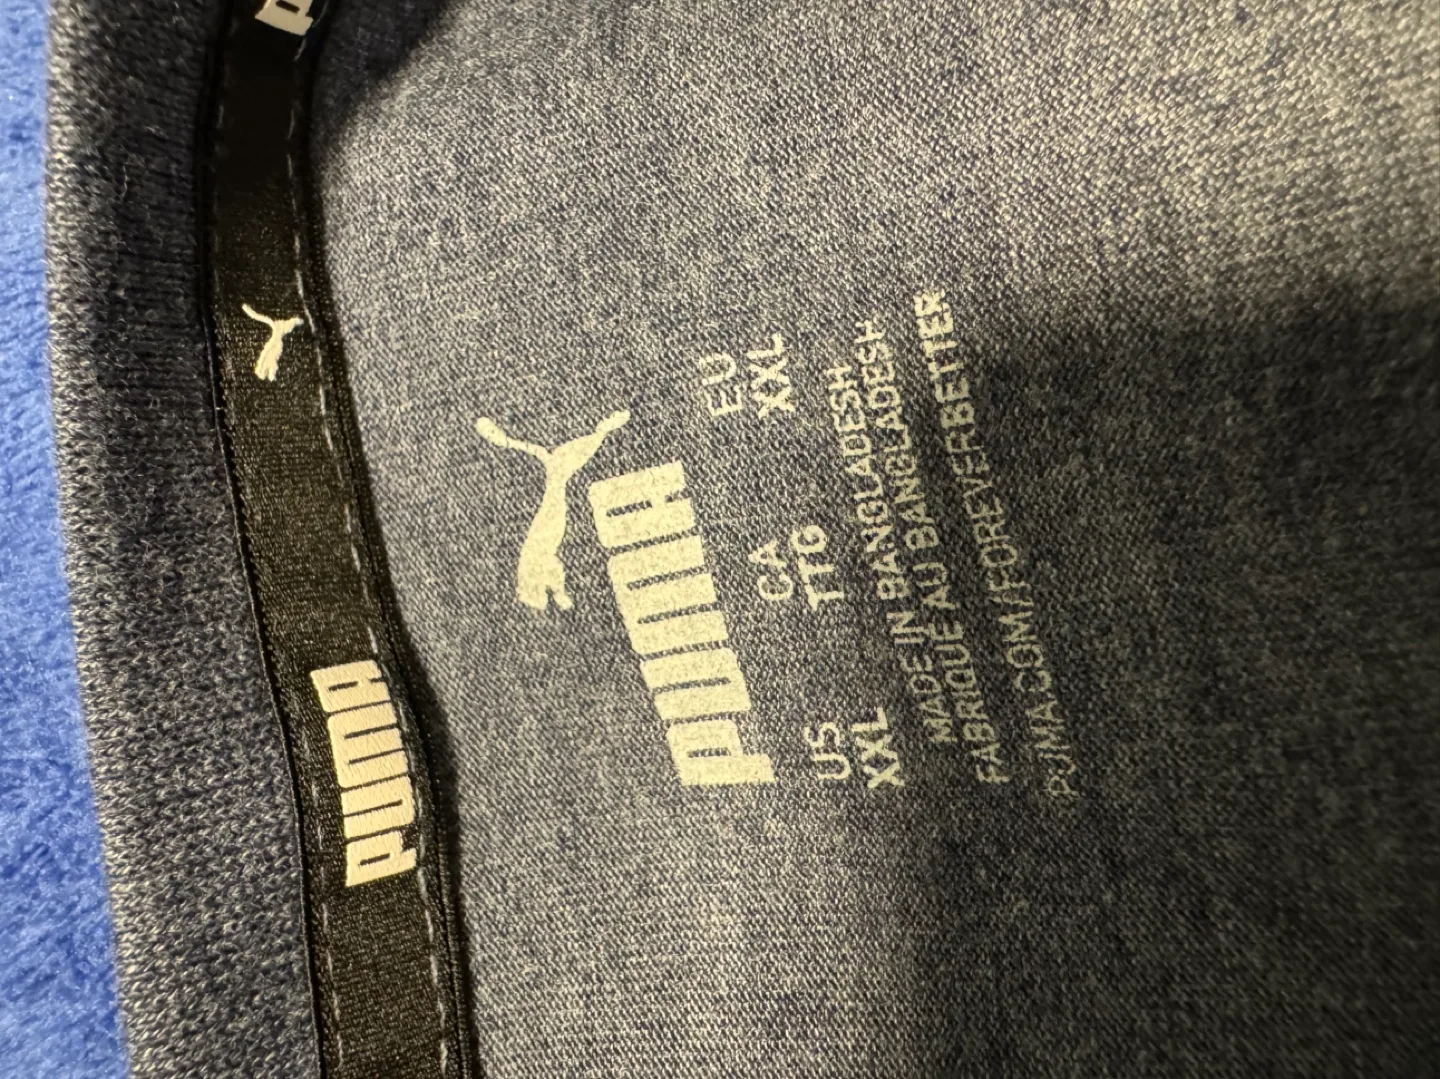 PUMA
PUMA
US CA EU
XXL TTG XXL
MADE IN BANGLADESH
FABRIQUÉ AU BANGLADESH
PUMA.COM/FOREVERBETTER